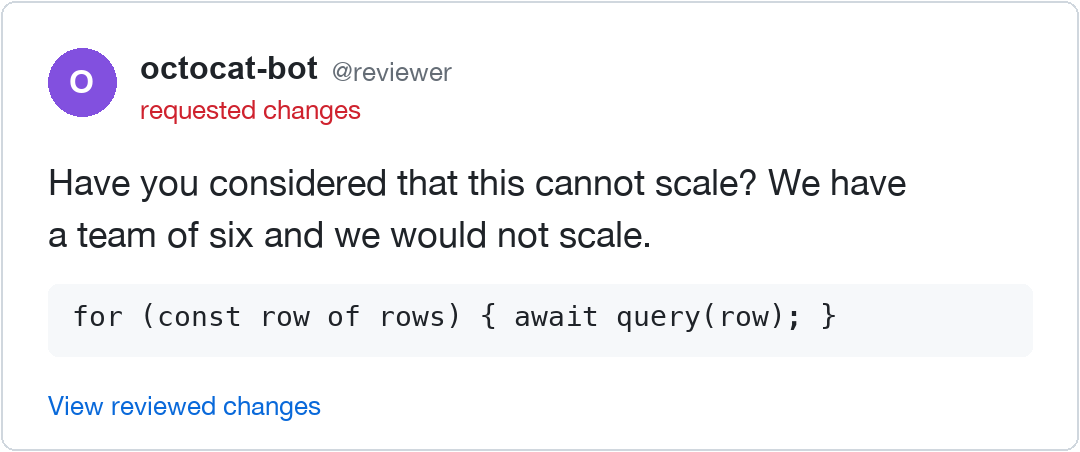 O
octocat-bot @reviewer
requested changes
Have you considered that this cannot scale? We have
a team of six and we would not scale.
for (const row of rows) { await query(row); }
View reviewed changes